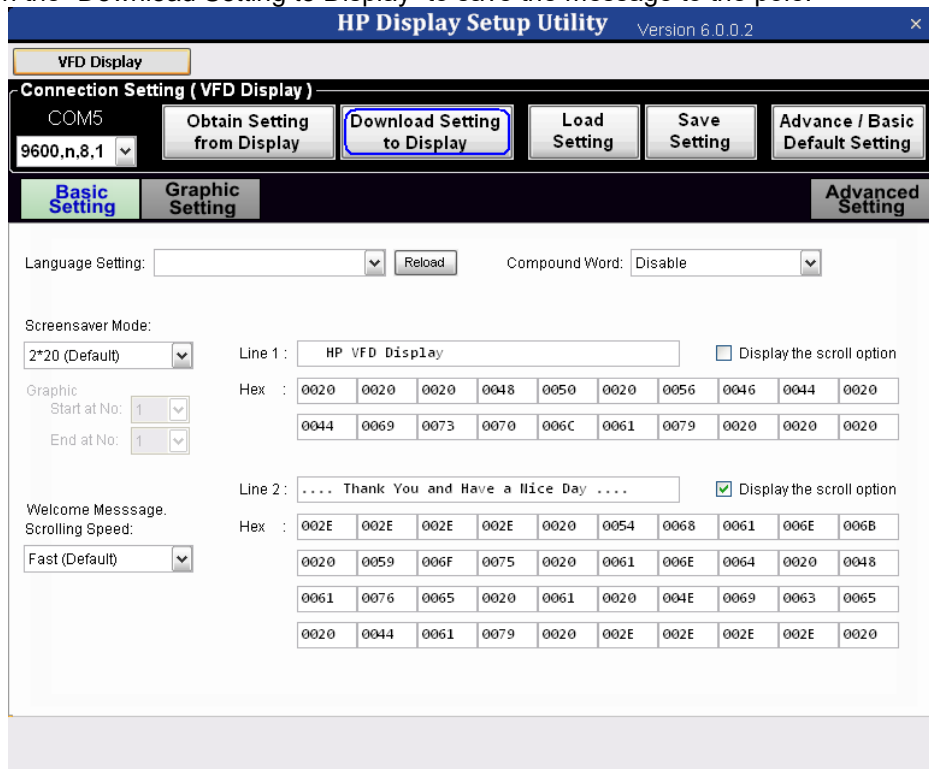 the "Download Setting to Display" to save the message to the pole.
HP Display Setup Utility Version 6.0.0.2 ×
VFD Display
Connection Setting ( VFD Display )
COM5
9600,n,8,1
Obtain Setting
from Display
Download Setting
to Display
Load
Setting
Save
Setting
Advance / Basic
Default Setting
Basic
Setting
Graphic
Setting
Advanced
Setting
Language Setting: Reload Compound Word: Disable
Screensaver Mode:
2*20 (Default)
Line 1 : HP VFD Display Display the scroll option
Graphic
Start at No: 1
End at No: 1
Hex : 0020 0020 0020 0048 0050 0020 0056 0046 0044 0020
0044 0069 0073 0070 006C 0061 0079 0020 0020 0020
Line 2 : .... Thank You and Have a Nice Day .... Display the scroll option
Welcome Messsage.
Scrolling Speed:
Fast (Default)
Hex : 002E 002E 002E 002E 0020 0054 0068 0061 006E 006B
0020 0059 006F 0075 0020 0061 006E 0064 0020 0048
0061 0076 0065 0020 0061 0020 004E 0069 0063 0065
0020 0044 0061 0079 0020 002E 002E 002E 002E 0020